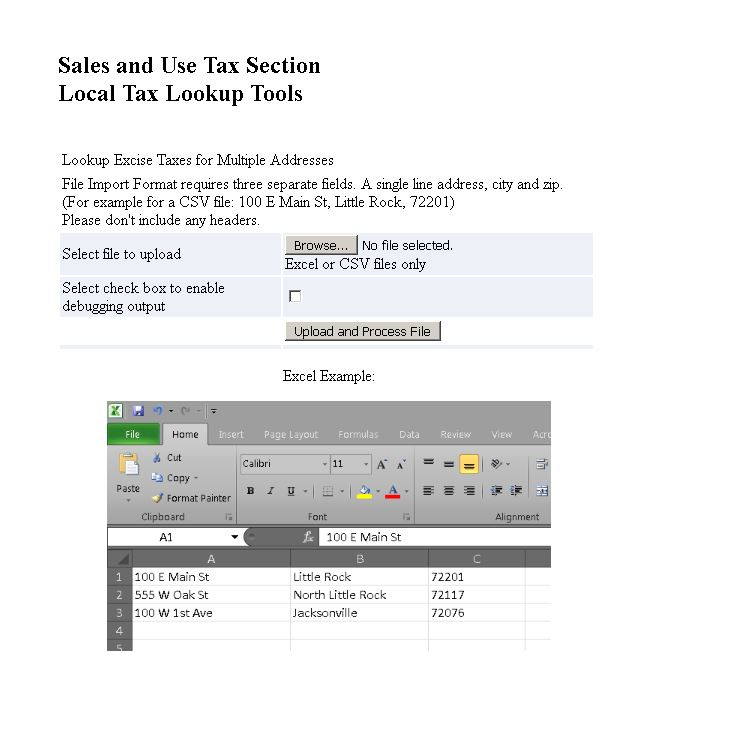 Sales and Use Tax Section
Local Tax Lookup Tools
Lookup Excise Taxes for Multiple Addresses
File Import Format requires three separate fields. A single line address, city and zip.
(For example for a CSV file: 100 E Main St, Little Rock, 72201)
Please don't include any headers.
Select file to upload
Browse... No file selected.
Excel or CSV files only
Select check box to enable
debugging output
Upload and Process File
Excel Example:
File Home Insert Page Layout Formulas Data Review View Acro
Cut
Calibri 11 A A
Copy
Paste
Format Painter
B I U A
Clipboard Font Alignment
A1 fx 100 E Main St
A B C
1 100 E Main St Little Rock 72201
2 555 W Oak St North Little Rock 72117
3 100 W 1st Ave Jacksonville 72076
4
5